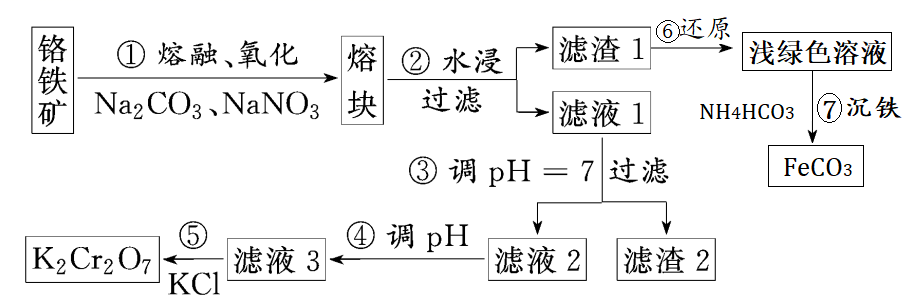 铬铁矿
① 熔融、氧化
Na₂CO₃、NaNO₃
熔块
② 水浸
过滤
滤渣 1
⑥还原
浅绿色溶液
滤液 1
NH4HCO₃
⑦沉铁
FeCO₃
③ 调 pH = 7 过滤
K₂Cr₂O₇
⑤
KCl
滤液 3
④ 调 pH
滤液 2
滤渣 2